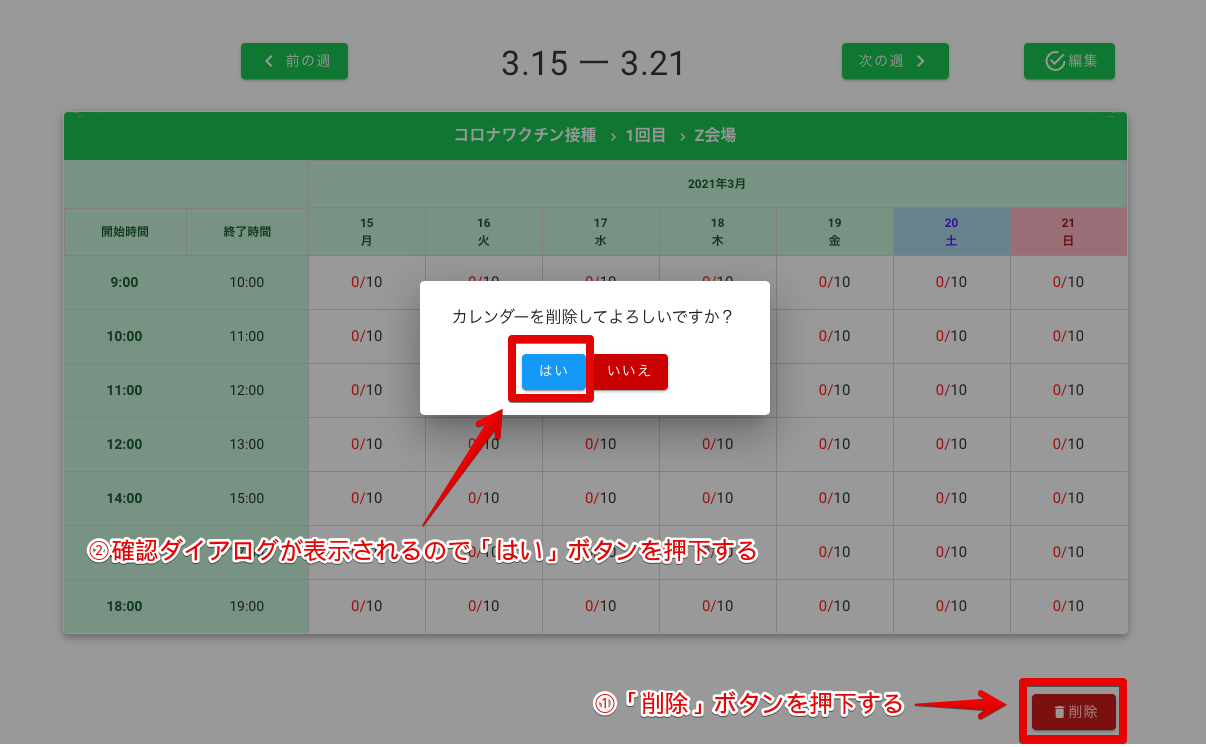 前の週
3.15 — 3.21
次の週
編集
コロナワクチン接種 › 1回目 › Z会場
2021年3月
開始時間 終了時間 15 月 16 火 17 水 18 木 19 金 20 土 21 日
9:00 10:00 0/10 0/10 0/10 0/10 0/10 0/10 0/10
カレンダーを削除してよろしいですか？
10:00 11:00 0/10 0/10 0/10 0/10
はい いいえ
11:00 12:00 0/10 0/10 0/10 0/10
12:00 13:00 0/10 0/10 0/10 0/10 0/10 0/10 0/10
14:00 15:00 0/10 0/10 0/10 0/10 0/10 0/10 0/10
②確認ダイアログが表示されるので「はい」ボタンを押下する
0/10 0/10 0/10
18:00 19:00 0/10 0/10 0/10 0/10 0/10 0/10 0/10
①「削除」ボタンを押下する
削除